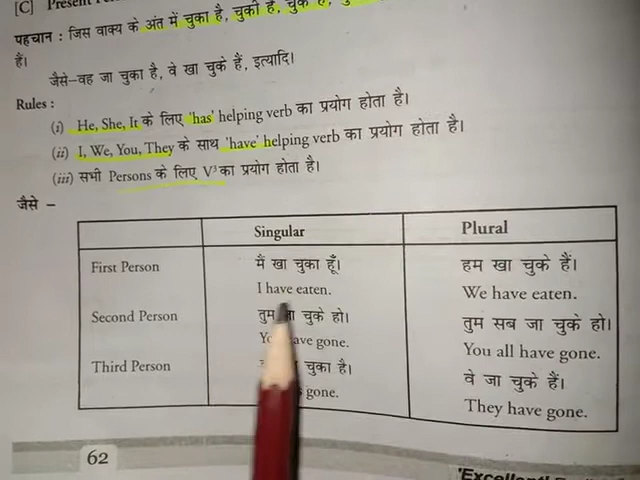 [C] Present
पहचान : जिस वाक्य के अंत में चुका है, चुकी है, चुके
हैं।
जैसे–वह जा चुका है, वे खा चुके हैं, इत्यादि।
Rules :
(i) He, She, It के लिए 'has' helping verb का प्रयोग होता है।
(ii) I, We, You, They के साथ 'have' helping verb का प्रयोग होता है।
(iii) सभी Persons के लिए V³ का प्रयोग होता है।
जैसे –
Singular Plural
First Person मैं खा चुका हूँ। हम खा चुके हैं।
I have eaten. We have eaten.
Second Person तुम जा चुके हो। तुम सब जा चुके हो।
have gone. You all have gone.
Third Person चुका है। वे जा चुके हैं।
gone. They have gone.
62